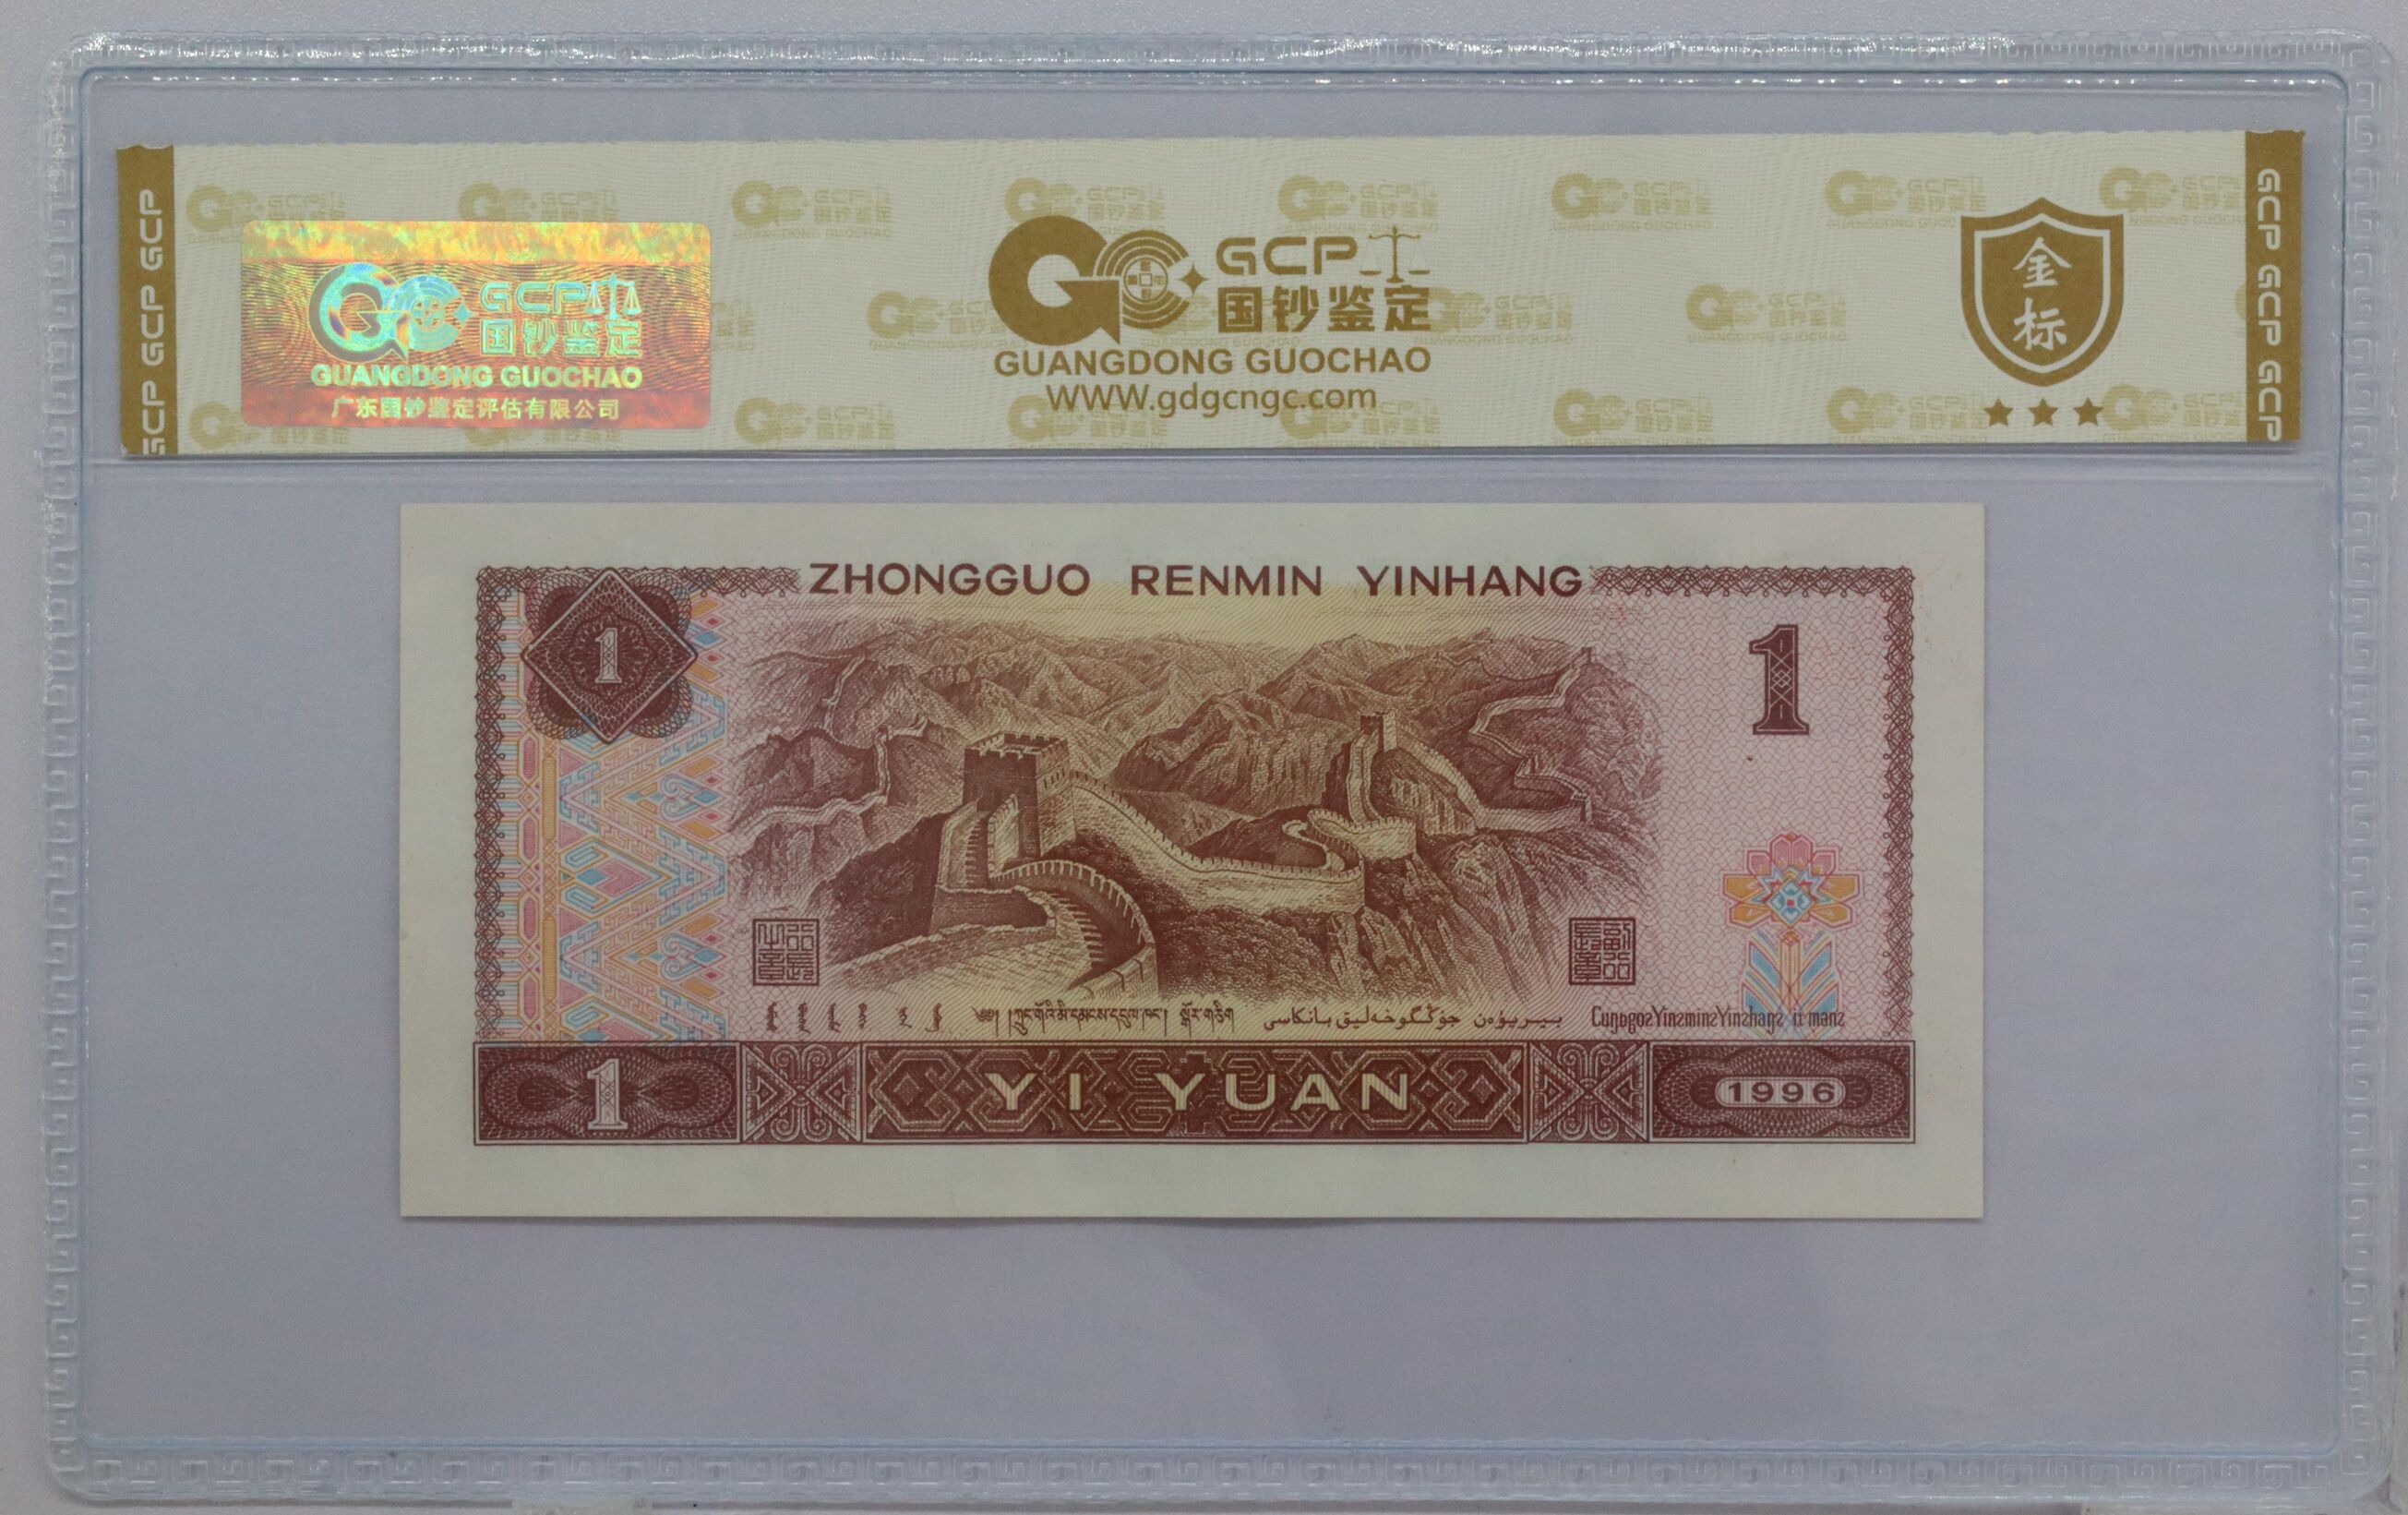 GCP GCP GCP
GCP
国钞鉴定
GUANGDONG GUOCHAO
广东国钞鉴定评估有限公司
GCP
国钞鉴定
GUANGDONG GUOCHAO
WWW.gdgcngc.com
金
标
GCP GCP GCP GCP
ZHONGGUO RENMIN YINHANG
1
1
1
YI YUAN
1996